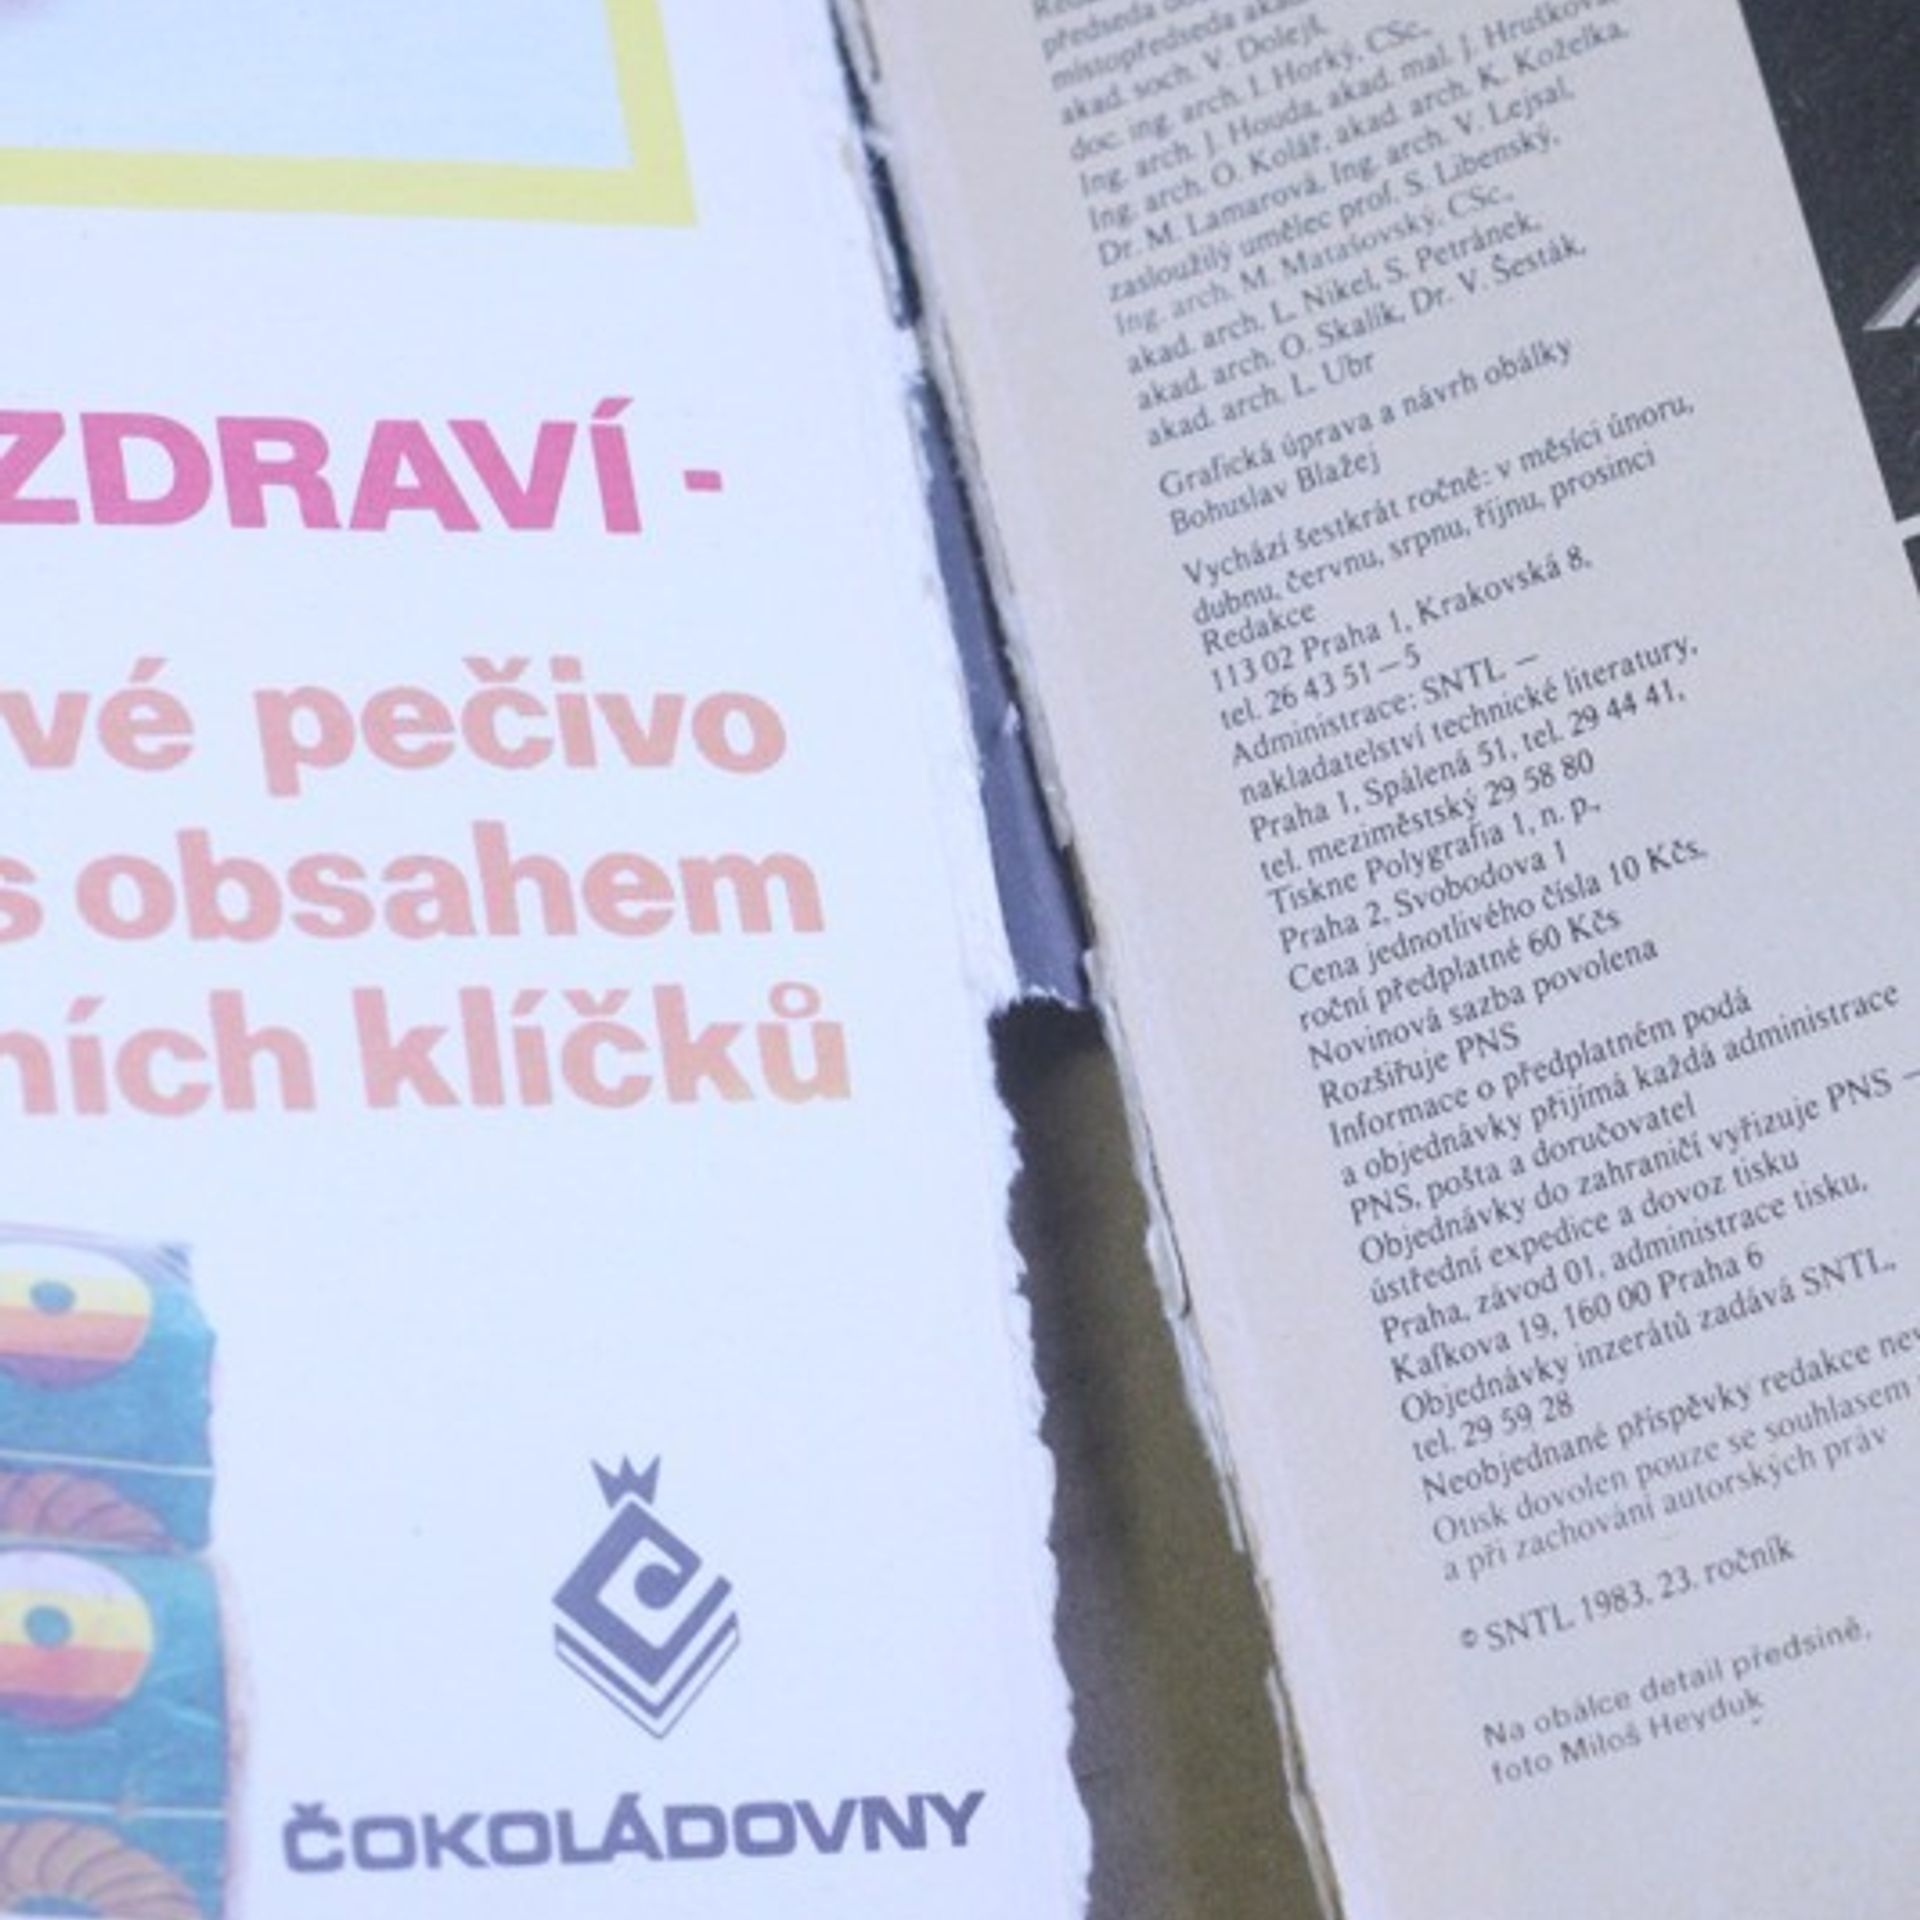 ZDRAVÍ -
vé pečivo
s obsahem
ních klíčků
ČOKOLÁDOVNY
akad. soch. V. Dolejš,
doc. ing. arch. I. Horký, CSc.,
Ing. arch. J. Houda, akad. mal. J. Hruškova
Ing. arch. O. Kolář, akad. arch. K. Koželka,
Dr. M. Lamarová, Ing. arch. V. Lejsal,
zasloužilý umělec prof. S. Libenský,
Ing. arch. M. Matašovský, CSc.,
akad. arch. L. Nikel, S. Petránek,
akad. arch. O. Skalík, Dr. V. Šesták,
akad. arch. L. Ubr
Grafická úprava a návrh obálky
Bohuslav Blažej
Vychází šestkrát ročně: v měsíci únoru,
dubnu, červnu, srpnu, říjnu, prosinci
Redakce
113 02 Praha 1, Krakovská 8,
tel. 26 43 51—5
Administrace: SNTL —
nakladatelství technické literatury,
Praha 1, Spálená 51, tel. 29 44 41,
tel. meziměstský 29 58 80
Tiskne Polygrafia 1, n. p.,
Praha 2, Svobodova 1
Cena jednotlivého čísla 10 Kčs,
roční předplatné 60 Kčs
Novinová sazba povolena
Rozšiřuje PNS
Informace o předplatném podá
a objednávky přijímá každá administrace
PNS, pošta a doručovatel
Objednávky do zahraničí vyřizuje PNS —
ústřední expedice a dovoz tisku
Praha, závod 01, administrace tisku,
Kafkova 19, 160 00 Praha 6
Objednávky inzerátů zadává SNTL,
tel. 29 59 28
Neobjednané příspěvky redakce nev
Otisk dovolen pouze se souhlasem
a při zachování autorských práv
© SNTL 1983, 23. ročník
Na obálce detail předsíně,
foto Miloš Heyduk